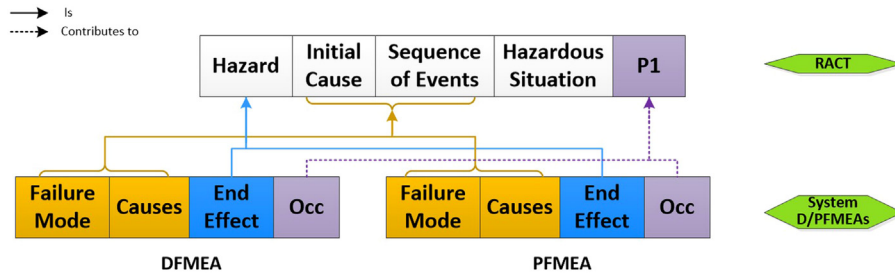 Is
Contributes to
Hazard
Initial
Cause
Sequence
of Events
Hazardous
Situation
P1
RACT
Failure
Mode
Causes
End
Effect
Occ
Failure
Mode
Causes
End
Effect
Occ
System
D/PFMEAs
DFMEA
PFMEA